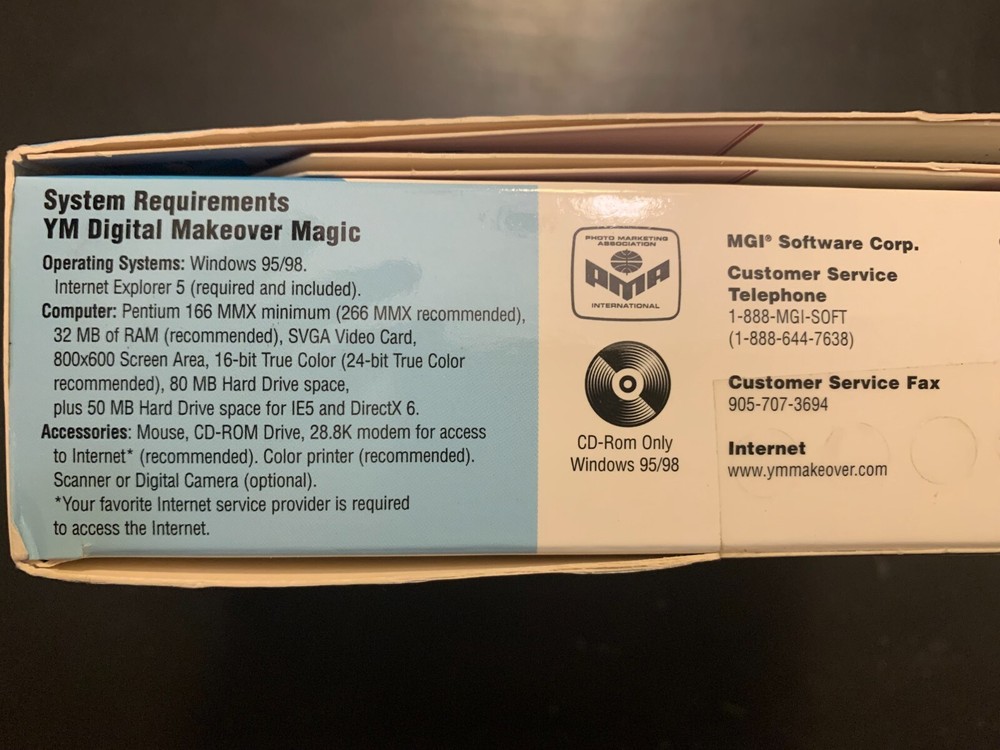 System Requirements
YM Digital Makeover Magic
Operating Systems: Windows 95/98.
Internet Explorer 5 (required and included).
Computer: Pentium 166 MMX minimum (266 MMX recommended),
32 MB of RAM (recommended), SVGA Video Card,
800x600 Screen Area, 16-bit True Color (24-bit True Color
recommended), 80 MB Hard Drive space,
plus 50 MB Hard Drive space for IE5 and DirectX 6.
Accessories: Mouse, CD-ROM Drive, 28.8K modem for access
to Internet* (recommended). Color printer (recommended).
Scanner or Digital Camera (optional).
*Your favorite Internet service provider is required
to access the Internet.
PHOTO MARKETING
ASSOCIATION
PMA
INTERNATIONAL
CD-Rom Only
Windows 95/98
MGI® Software Corp.
Customer Service
Telephone
1-888-MGI-SOFT
(1-888-644-7638)
Customer Service Fax
905-707-3694
Internet
www.ymmakeover.com